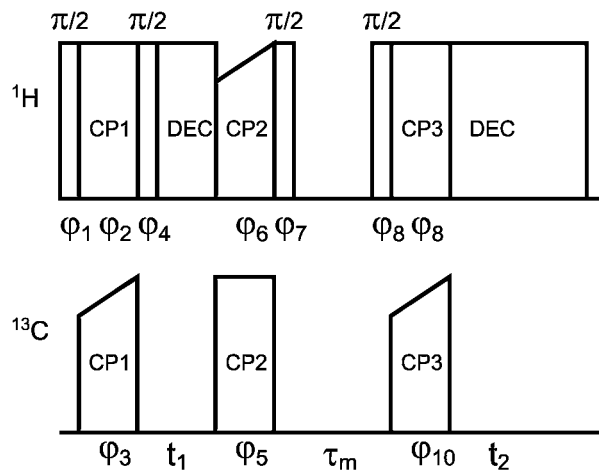 π/2 π/2 π/2 π/2
¹H CP1 DEC CP2 CP3 DEC
φ₁ φ₂ φ₄ φ₆ φ₇ φ₈ φ₈
¹³C CP1 CP2 CP3
φ₃ t₁ φ₅ τₘ φ₁₀ t₂